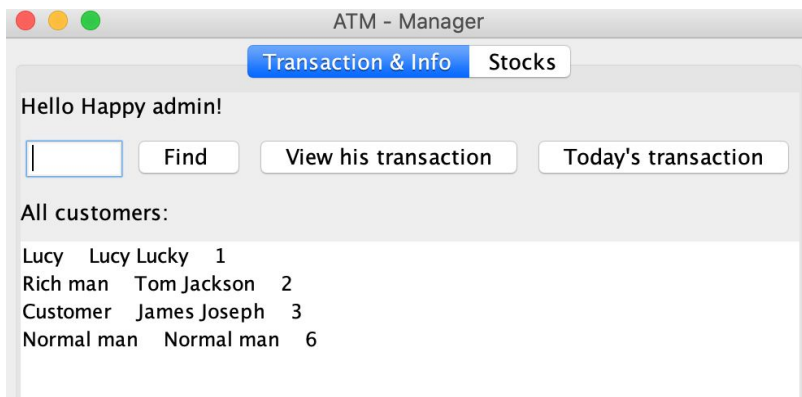 ATM - Manager
Transaction & Info Stocks
Hello Happy admin!
Find View his transaction Today's transaction
All customers:
Lucy Lucy Lucky 1
Rich man Tom Jackson 2
Customer James Joseph 3
Normal man Normal man 6